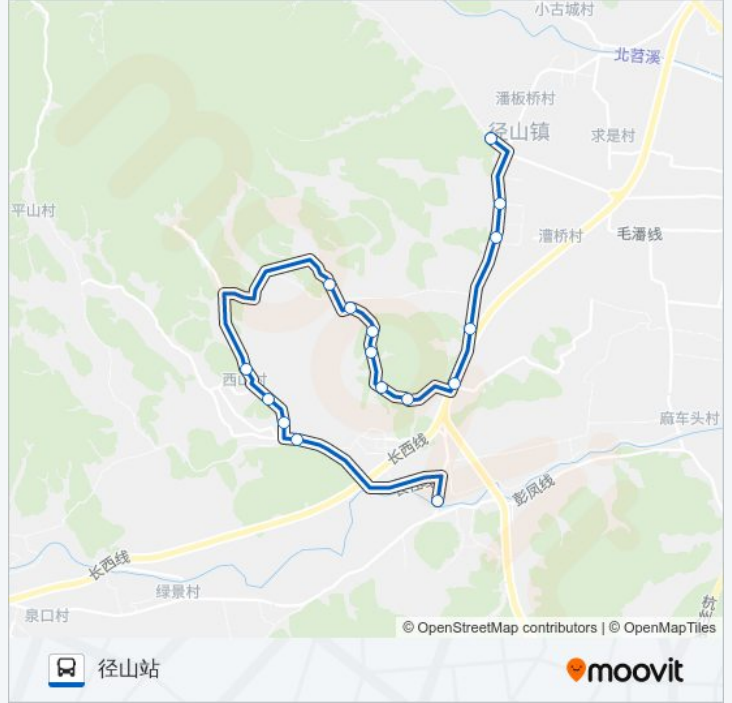 小古城村
北苕溪
潘板桥村
径山镇
求是村
平山村
漕桥村
毛潘线
西山村
麻车头村
长西线
彭凤线
长西线
绿景村
泉口村
杭
© OpenStreetMap contributors | © OpenMapTiles
径山站
moovit